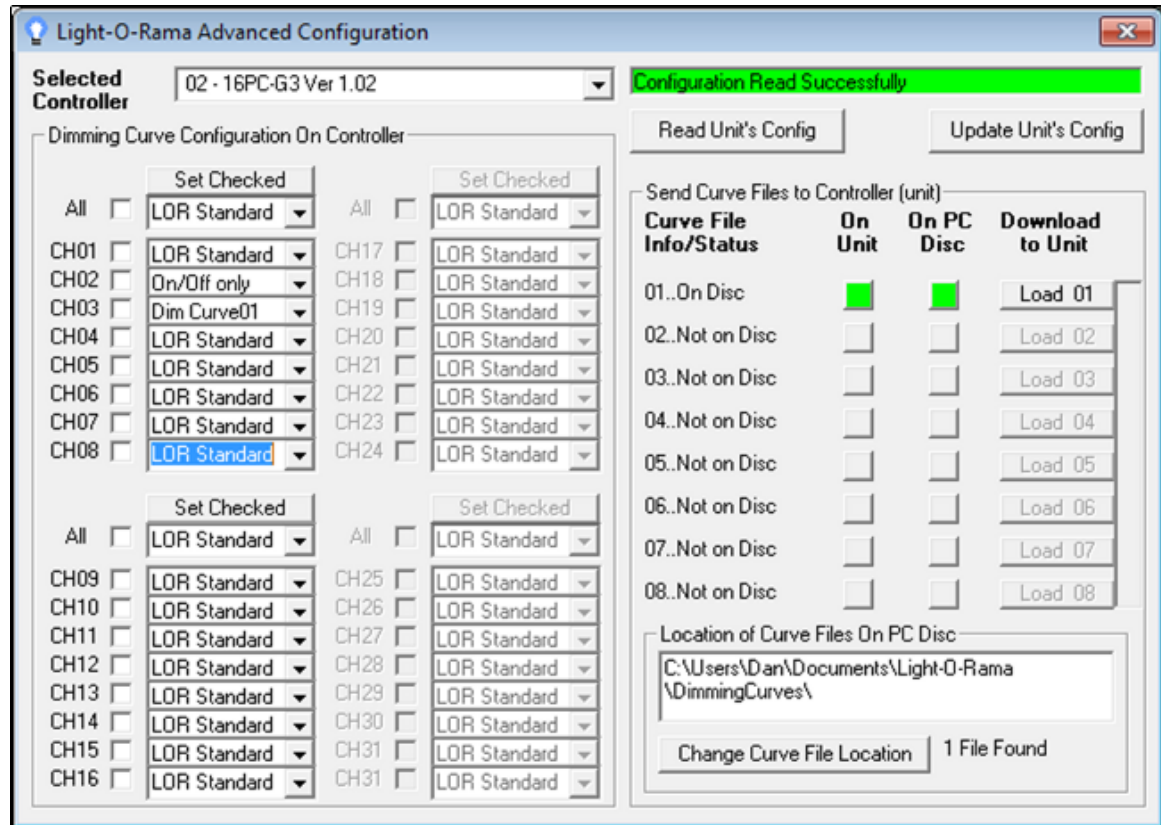 Light-O-Rama Advanced Configuration
Selected Controller
02 - 16PC-G3 Ver 1.02
Configuration Read Successfully
Read Unit's Config
Update Unit's Config
Dimming Curve Configuration On Controller
Set Checked
Set Checked
All LOR Standard
All LOR Standard
CH01 LOR Standard
CH17 LOR Standard
CH02 On/Off only
CH18 LOR Standard
CH03 Dim Curve01
CH19 LOR Standard
CH04 LOR Standard
CH20 LOR Standard
CH05 LOR Standard
CH21 LOR Standard
CH06 LOR Standard
CH22 LOR Standard
CH07 LOR Standard
CH23 LOR Standard
CH08 LOR Standard
CH24 LOR Standard
Set Checked
Set Checked
All LOR Standard
All LOR Standard
CH09 LOR Standard
CH25 LOR Standard
CH10 LOR Standard
CH26 LOR Standard
CH11 LOR Standard
CH27 LOR Standard
CH12 LOR Standard
CH28 LOR Standard
CH13 LOR Standard
CH29 LOR Standard
CH14 LOR Standard
CH30 LOR Standard
CH15 LOR Standard
CH31 LOR Standard
CH16 LOR Standard
CH31 LOR Standard
Send Curve Files to Controller (unit)
Curve File Info/Status
On Unit
On PC Disc
Download to Unit
01..On Disc Load 01
02..Not on Disc Load 02
03..Not on Disc Load 03
04..Not on Disc Load 04
05..Not on Disc Load 05
06..Not on Disc Load 06
07..Not on Disc Load 07
08..Not on Disc Load 08
Location of Curve Files On PC Disc
C:\Users\Dan\Documents\Light-O-Rama
\DimmingCurves\
Change Curve File Location
1 File Found